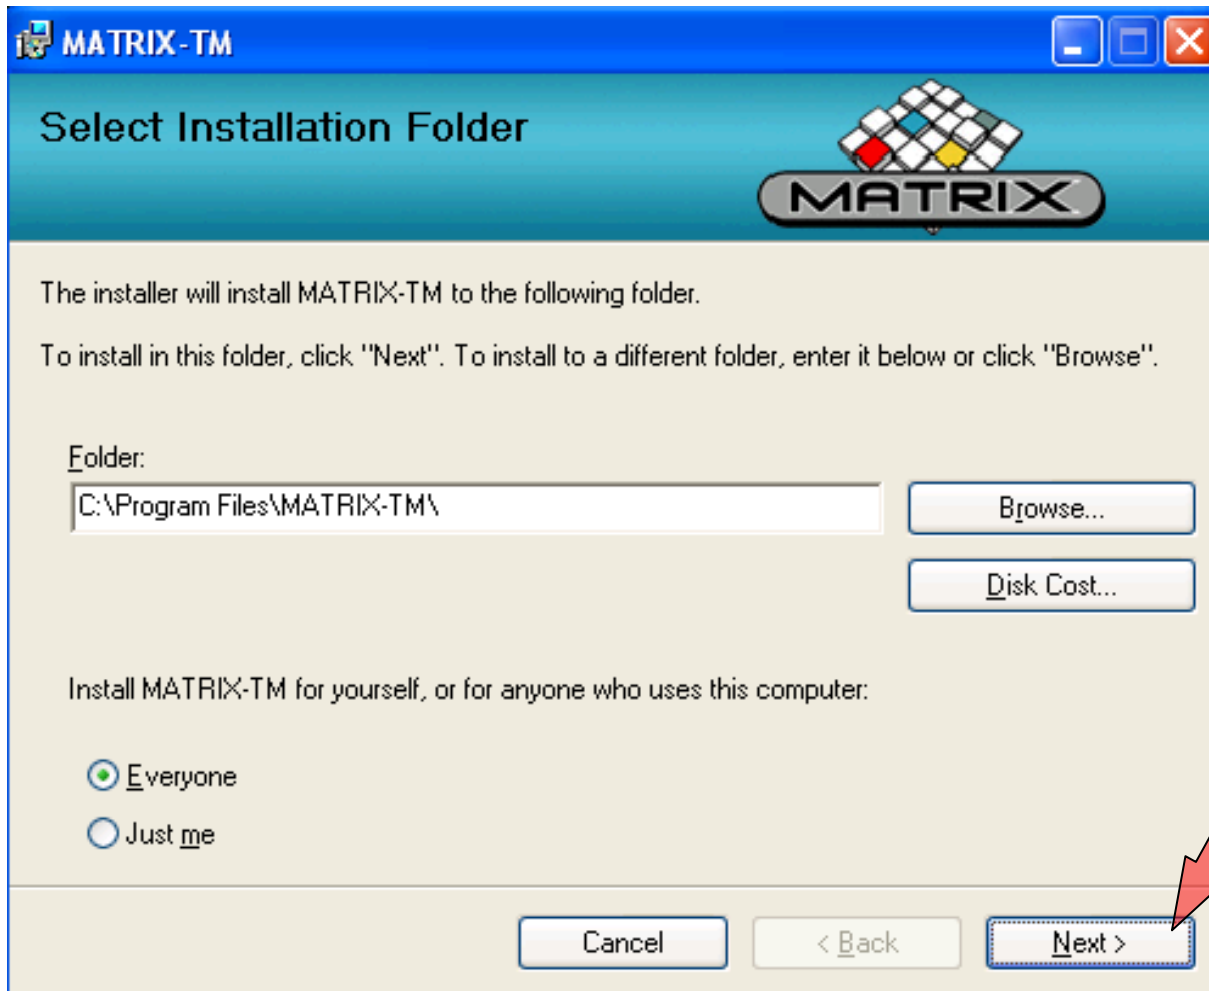 MATRIX-TM
Select Installation Folder
MATRIX
The installer will install MATRIX-TM to the following folder.
To install in this folder, click "Next". To install to a different folder, enter it below or click "Browse".
Folder:
C:\Program Files\MATRIX-TM\
Browse...
Disk Cost...
Install MATRIX-TM for yourself, or for anyone who uses this computer:
Everyone
Just me
Cancel
< Back
Next >